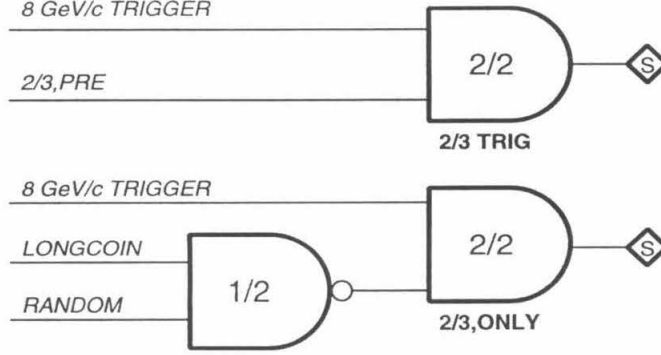 8 GeV/c TRIGGER
2/2
S
2/3,PRE
2/3 TRIG
8 GeV/c TRIGGER
2/2
S
LONGCOIN
1/2
RANDOM
2/3,ONLY